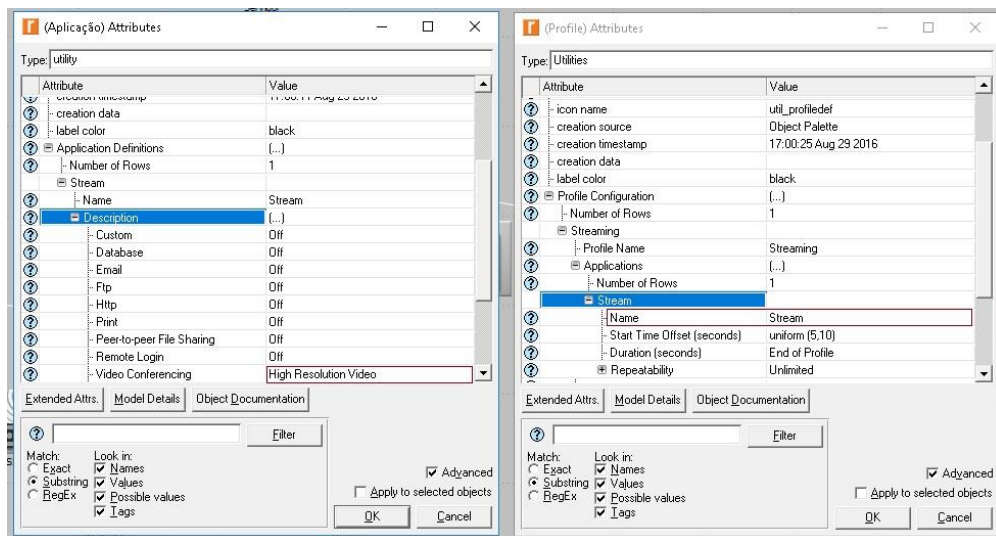 (Aplicação) Attributes
Type: utility
Attribute Value
creation timestamp 17:00:11 Aug 29 2016
creation data
label color black
Application Definitions (...)
Number of Rows 1
Stream
Name Stream
Description (...)
Custom Off
Database Off
Email Off
Ftp Off
Http Off
Print Off
Peer-to-peer File Sharing Off
Remote Login Off
Video Conferencing High Resolution Video
Extended Attrs. Model Details Object Documentation
Filter
Match: Look in:
Exact Names
Substring Values
RegEx Possible values
Tags
Advanced
Apply to selected objects
OK Cancel
(Profile) Attributes
Type: Utilities
Attribute Value
icon name util_profiledef
creation source Object Palette
creation timestamp 17:00:25 Aug 29 2016
creation data
label color black
Profile Configuration (...)
Number of Rows 1
Streaming
Profile Name Streaming
Applications (...)
Number of Rows 1
Stream
Name Stream
Start Time Offset (seconds) uniform (5,10)
Duration (seconds) End of Profile
Repeatability Unlimited
Extended Attrs. Model Details Object Documentation
Filter
Match: Look in:
Exact Names
Substring Values
RegEx Possible values
Tags
Advanced
Apply to selected objects
OK Cancel